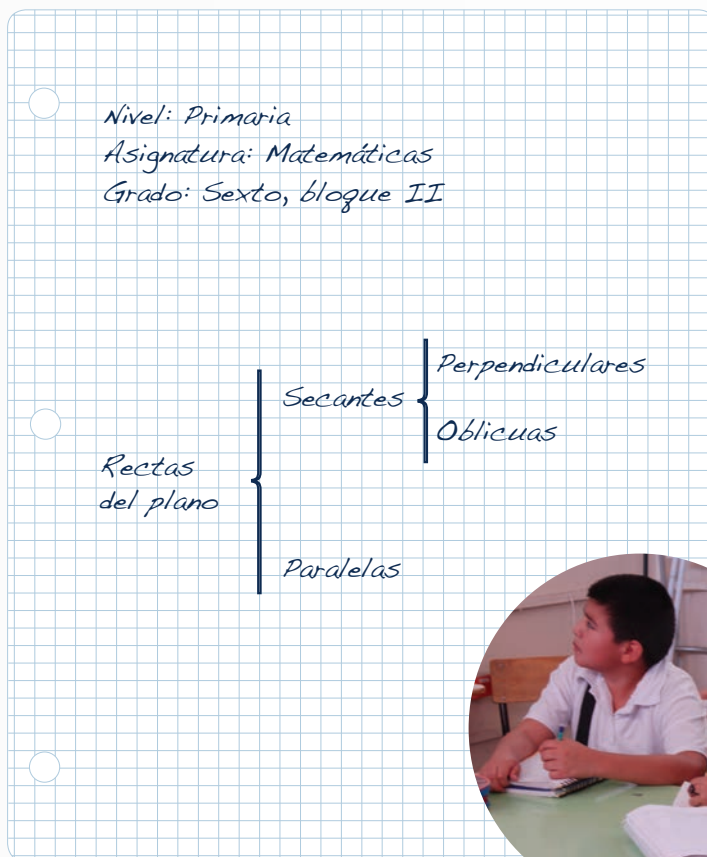 Nivel: Primaria
Asignatura: Matemáticas
Grado: Sexto, bloque II
Perpendiculares
Secantes
Oblicuas
Rectas
del plano
Paralelas